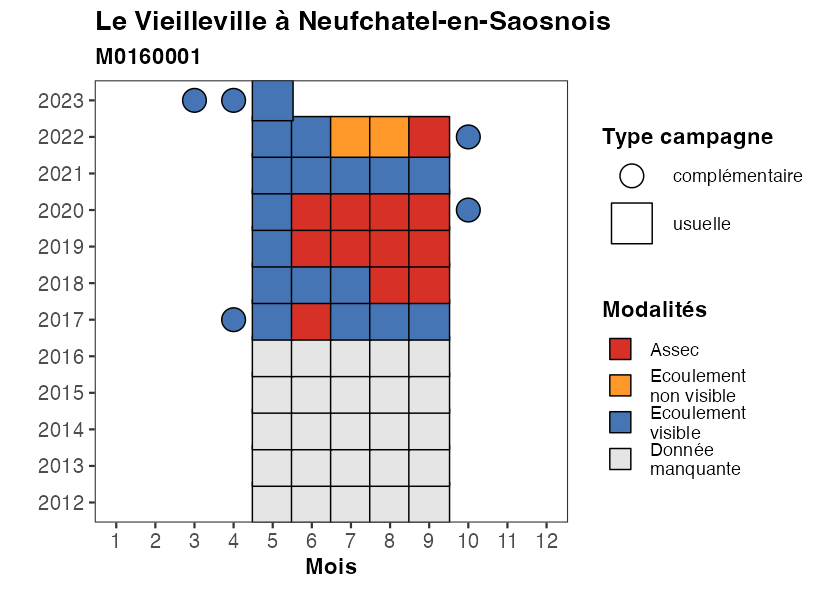 Le Vieilleville à Neufchatel-en-Saosnois
M0160001
2023
2022
2021
2020
2019
2018
2017
2016
2015
2014
2013
2012
1 2 3 4 5 6 7 8 9 10 11 12
Mois
Type campagne
complémentaire
usuelle
Modalités
Assec
Ecoulement
non visible
Ecoulement
visible
Donnée
manquante